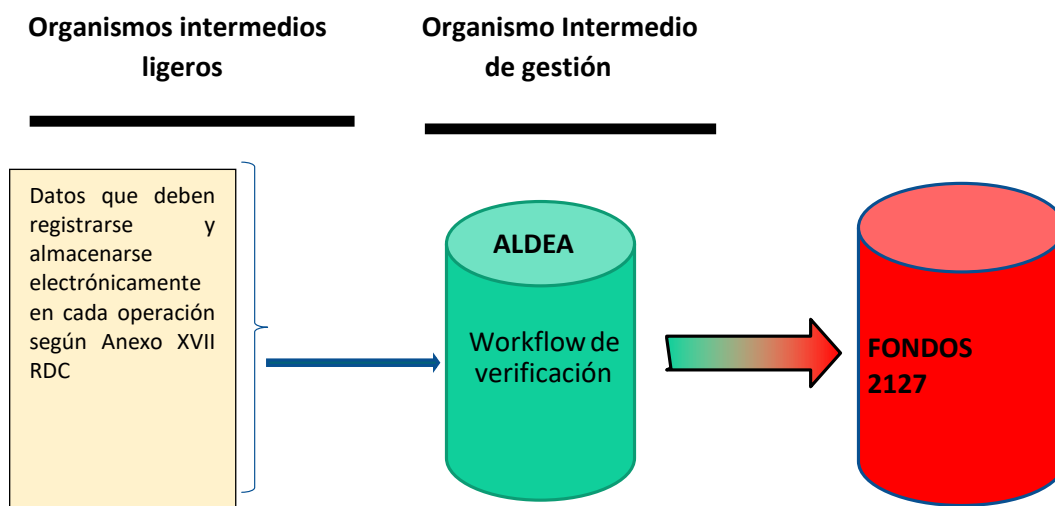 Organismos intermedios
ligeros
Organismo Intermedio
de gestión
Datos que deben
registrarse y
almacenarse
electrónicamente
en cada operación
según Anexo XVII
RDC
ALDEA
Workflow de
verificación
FONDOS
2127